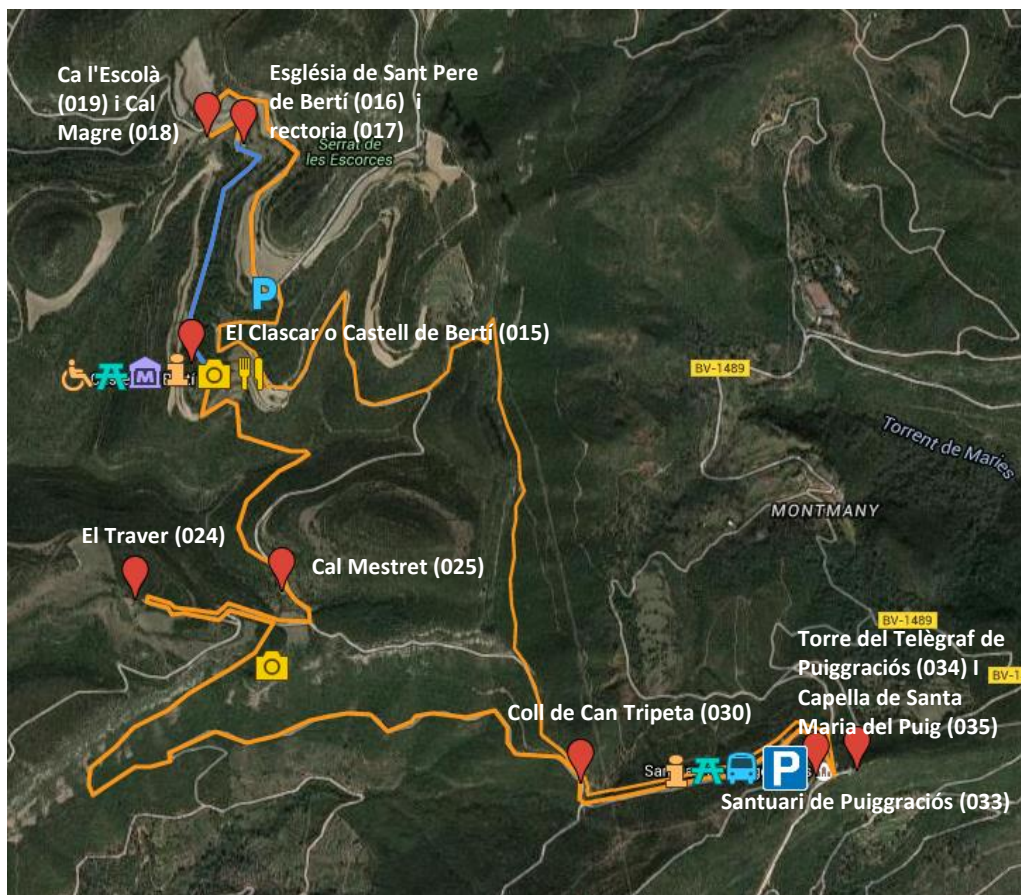 Ca l'Escolà
(019) i Cal
Magre (018)
Església de Sant Pere
de Bertí (016) i
rectoria (017)
Serrat de
les Escorces
P
El Clascar o Castell de Bertí (015)
BV-1489
Torrent de Maries
MONTMANY
El Traver (024)
Cal Mestret (025)
BV-1489
Torre del Telègraf de
Puiggraciós (034) I
Capella de Santa
Maria del Puig (035)
Coll de Can Tripeta (030)
P
Santuari de Puiggraciós (033)